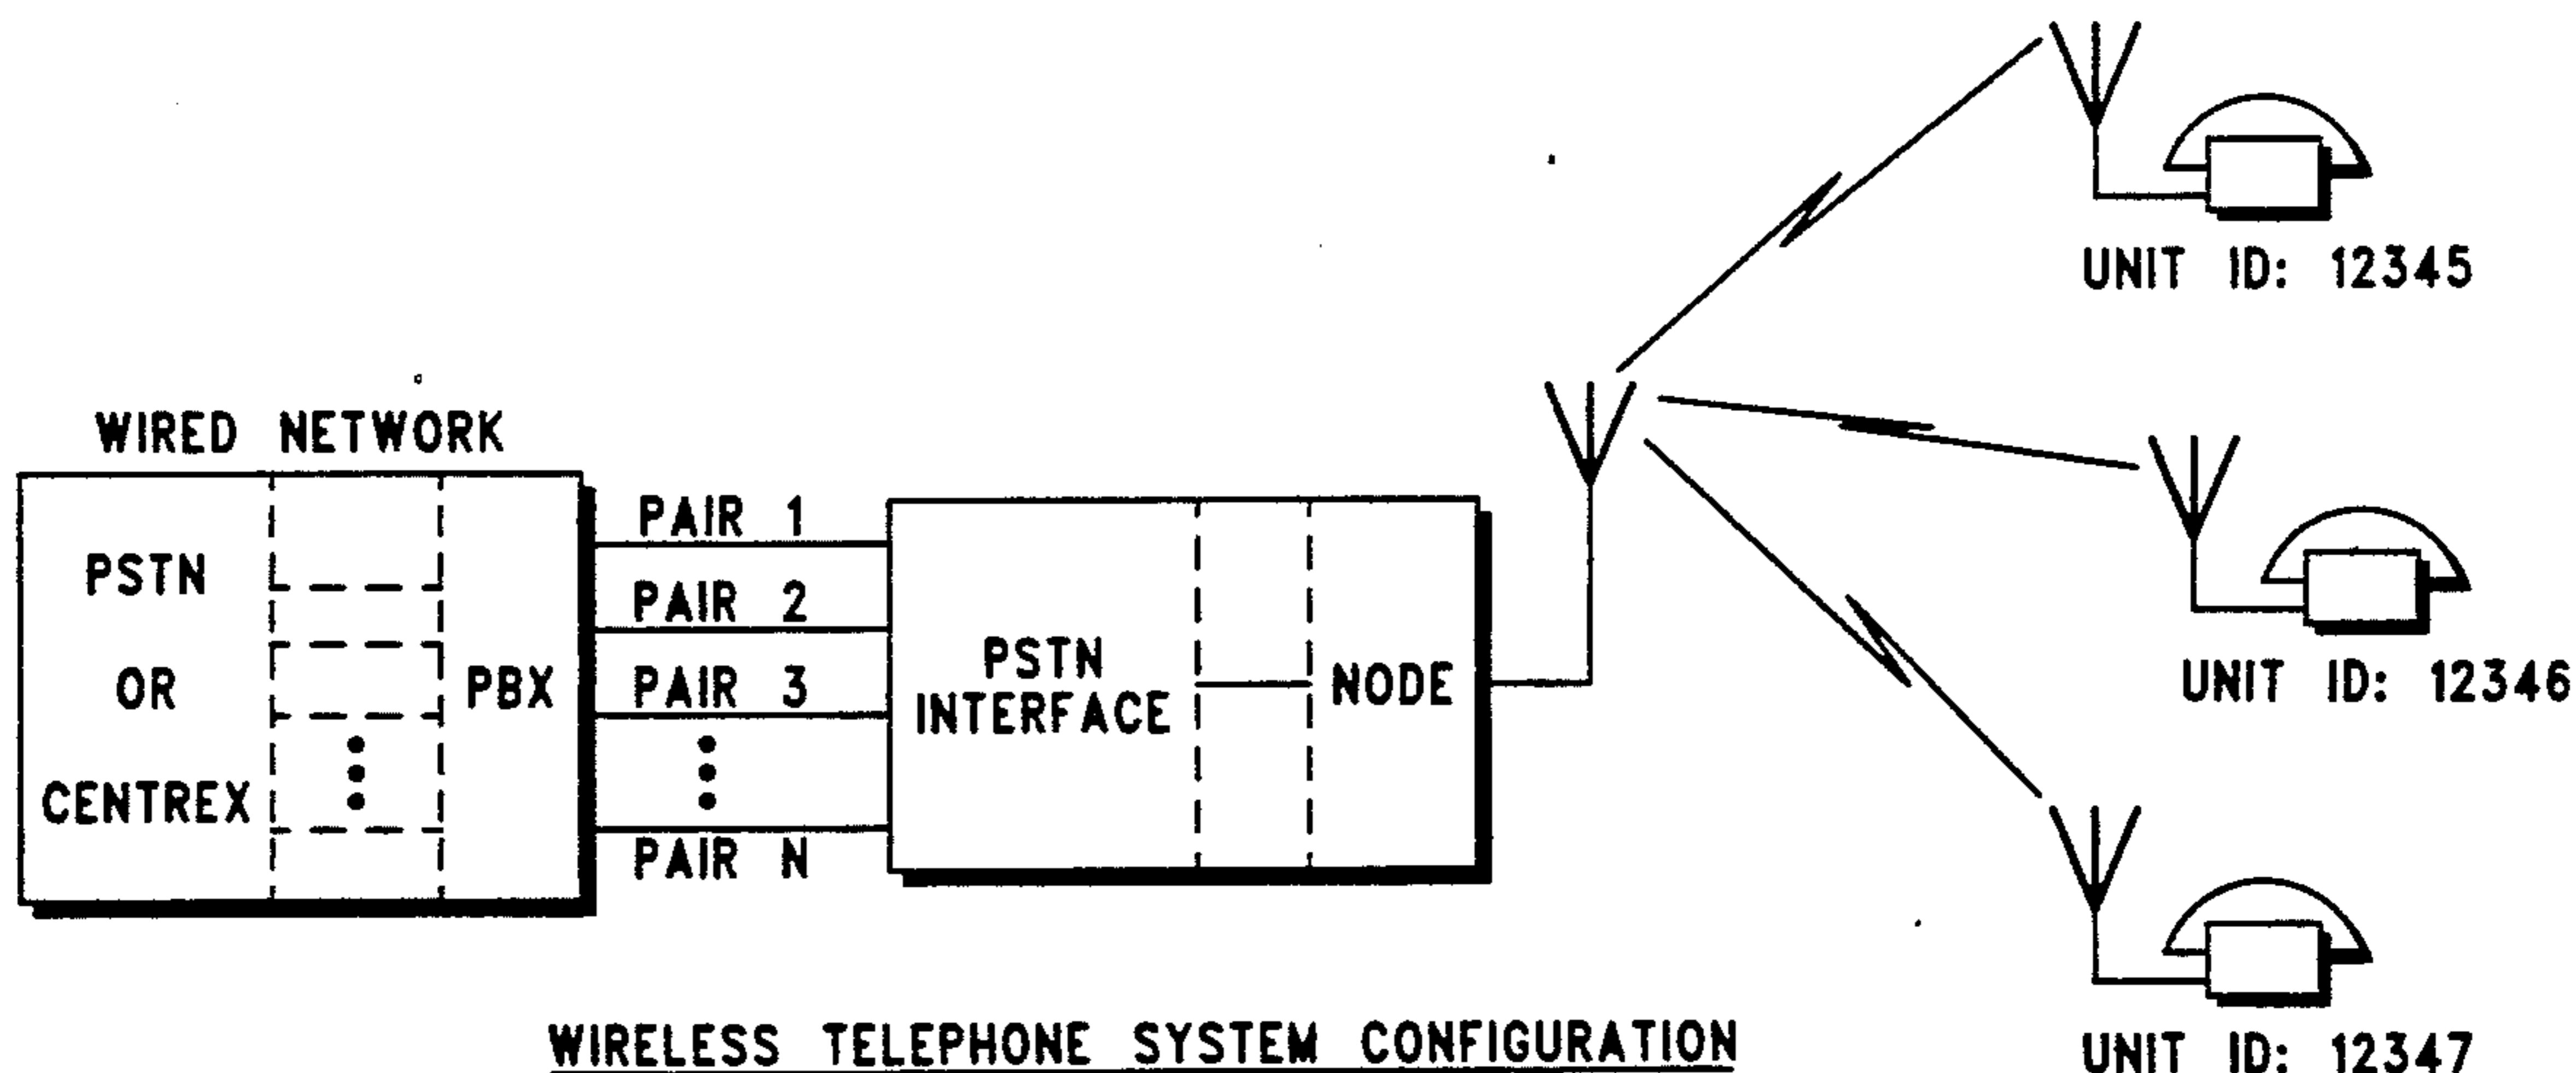 WIRED NETWORK
PSTN
OR
CENTREX
PBX
PAIR 1
PAIR 2
PAIR 3
PAIR N
PSTN
INTERFACE
NODE
UNIT ID: 12345
UNIT ID: 12346
UNIT ID: 12347
WIRELESS TELEPHONE SYSTEM CONFIGURATION